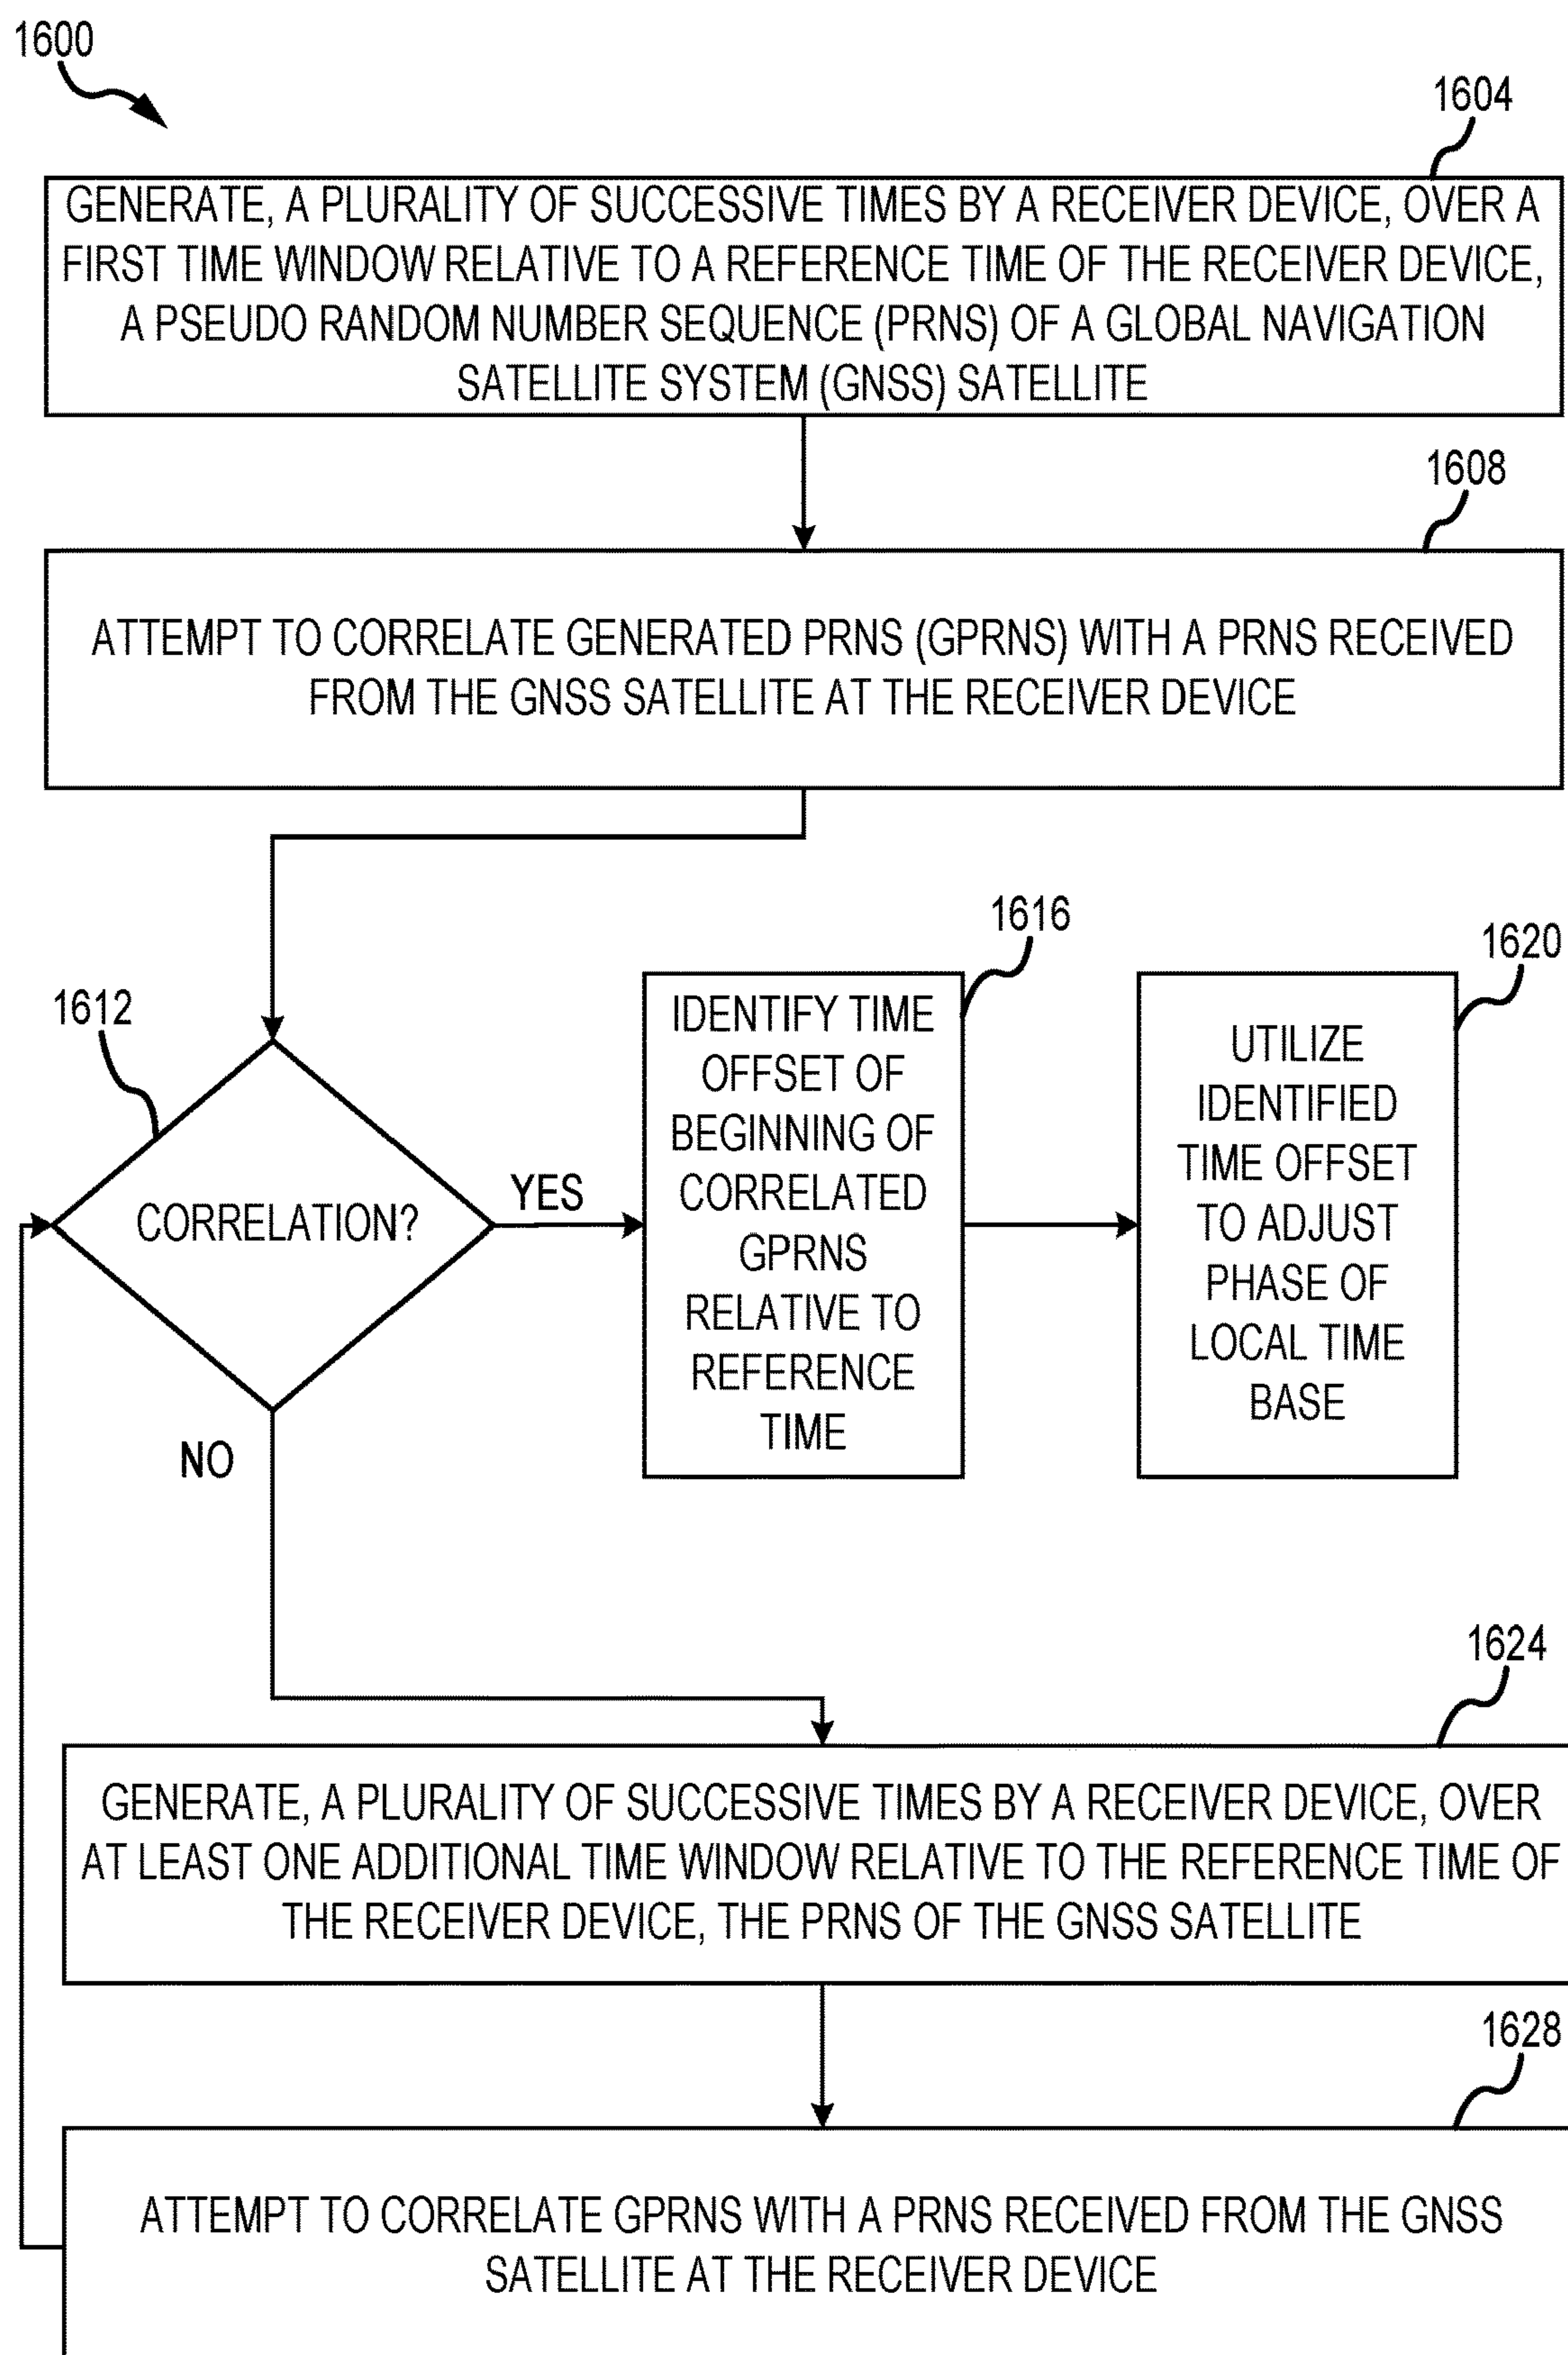 1600
1604
GENERATE, A PLURALITY OF SUCCESSIVE TIMES BY A RECEIVER DEVICE, OVER A
FIRST TIME WINDOW RELATIVE TO A REFERENCE TIME OF THE RECEIVER DEVICE,
A PSEUDO RANDOM NUMBER SEQUENCE (PRNS) OF A GLOBAL NAVIGATION
SATELLITE SYSTEM (GNSS) SATELLITE
1608
ATTEMPT TO CORRELATE GENERATED PRNS (GPRNS) WITH A PRNS RECEIVED
FROM THE GNSS SATELLITE AT THE RECEIVER DEVICE
1612
CORRELATION?
YES
NO
1616
IDENTIFY TIME
OFFSET OF
BEGINNING OF
CORRELATED
GPRNS
RELATIVE TO
REFERENCE
TIME
1620
UTILIZE
IDENTIFIED
TIME OFFSET
TO ADJUST
PHASE OF
LOCAL TIME
BASE
1624
GENERATE, A PLURALITY OF SUCCESSIVE TIMES BY A RECEIVER DEVICE, OVER
AT LEAST ONE ADDITIONAL TIME WINDOW RELATIVE TO THE REFERENCE TIME OF
THE RECEIVER DEVICE, THE PRNS OF THE GNSS SATELLITE
1628
ATTEMPT TO CORRELATE GPRNS WITH A PRNS RECEIVED FROM THE GNSS
SATELLITE AT THE RECEIVER DEVICE